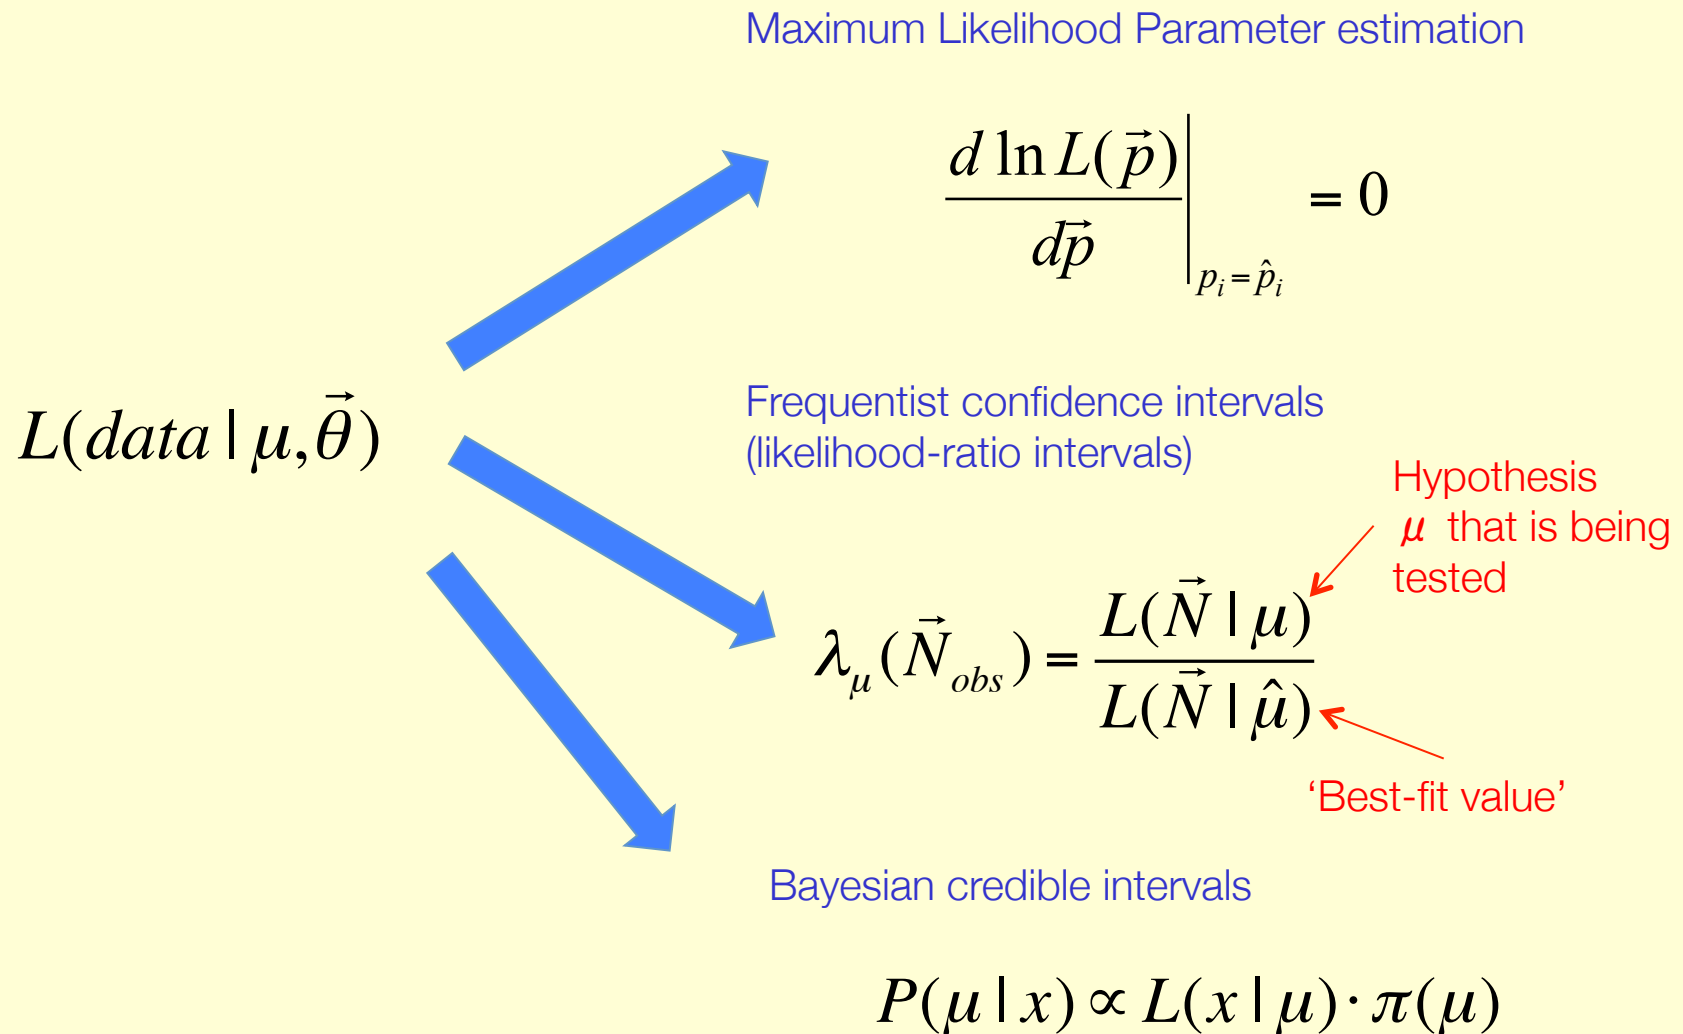 Maximum Likelihood Parameter estimation
d ln L(p⃗) / dp⃗ |_{p_i = p̂_i} = 0
L(data | μ,θ⃗)
Frequentist confidence intervals
(likelihood-ratio intervals)
Hypothesis
μ that is being
tested
λ_μ(N⃗_obs) = L(N⃗ | μ) / L(N⃗ | μ̂)
‘Best-fit value’
Bayesian credible intervals
P(μ | x) ∝ L(x | μ) · π(μ)